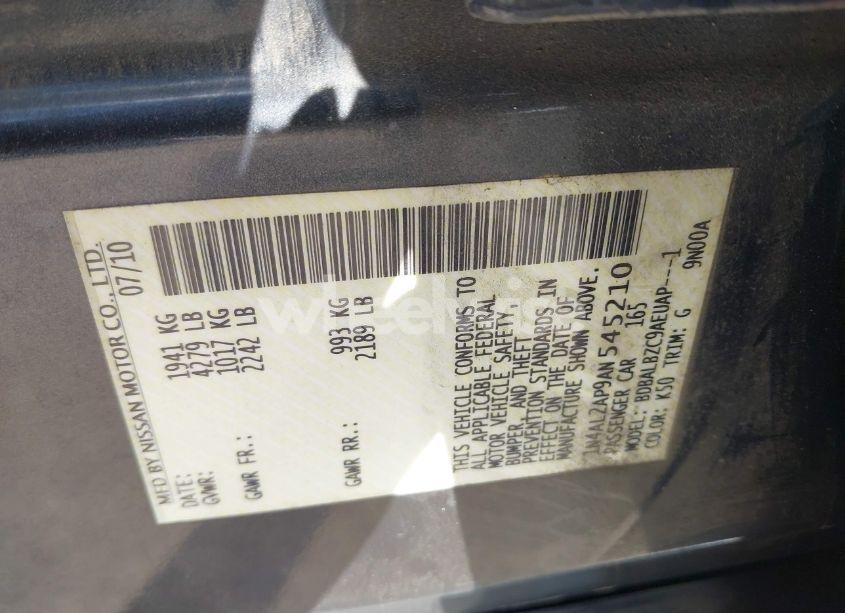 MFD BY NISSAN MOTOR CO., LTD.
DATE: 07/10
GVWR: 1941 KG
4279 LB
GAWR FR.: 1017 KG
2242 LB
GAWR RR.: 993 KG
2189 LB
THIS VEHICLE CONFORMS TO
ALL APPLICABLE FEDERAL
MOTOR VEHICLE SAFETY,
BUMPER, AND THEFT
PREVENTION STANDARDS IN
EFFECT ON THE DATE OF
MANUFACTURE SHOWN ABOVE.
1N4AL2AP9AN545210
PASSENGER CAR 165
MODEL: BDBALBZC9AEUAP----1
COLOR: K50 TRIM: G 9N00A